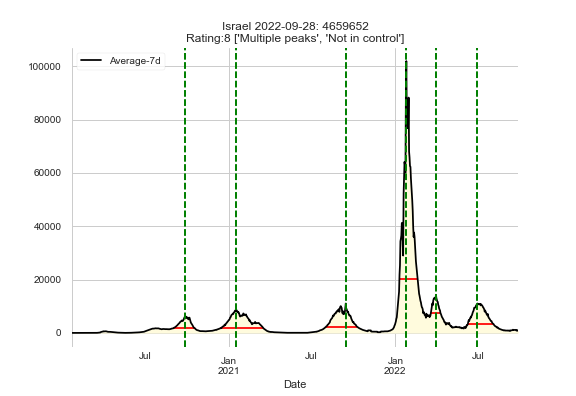 Israel 2022-09-28: 4659652
Rating:8 ['Multiple peaks', 'Not in control']
Average-7d
100000
80000
60000
40000
20000
0
Jul
Jan
2021
Jul
Jan
2022
Jul
Date